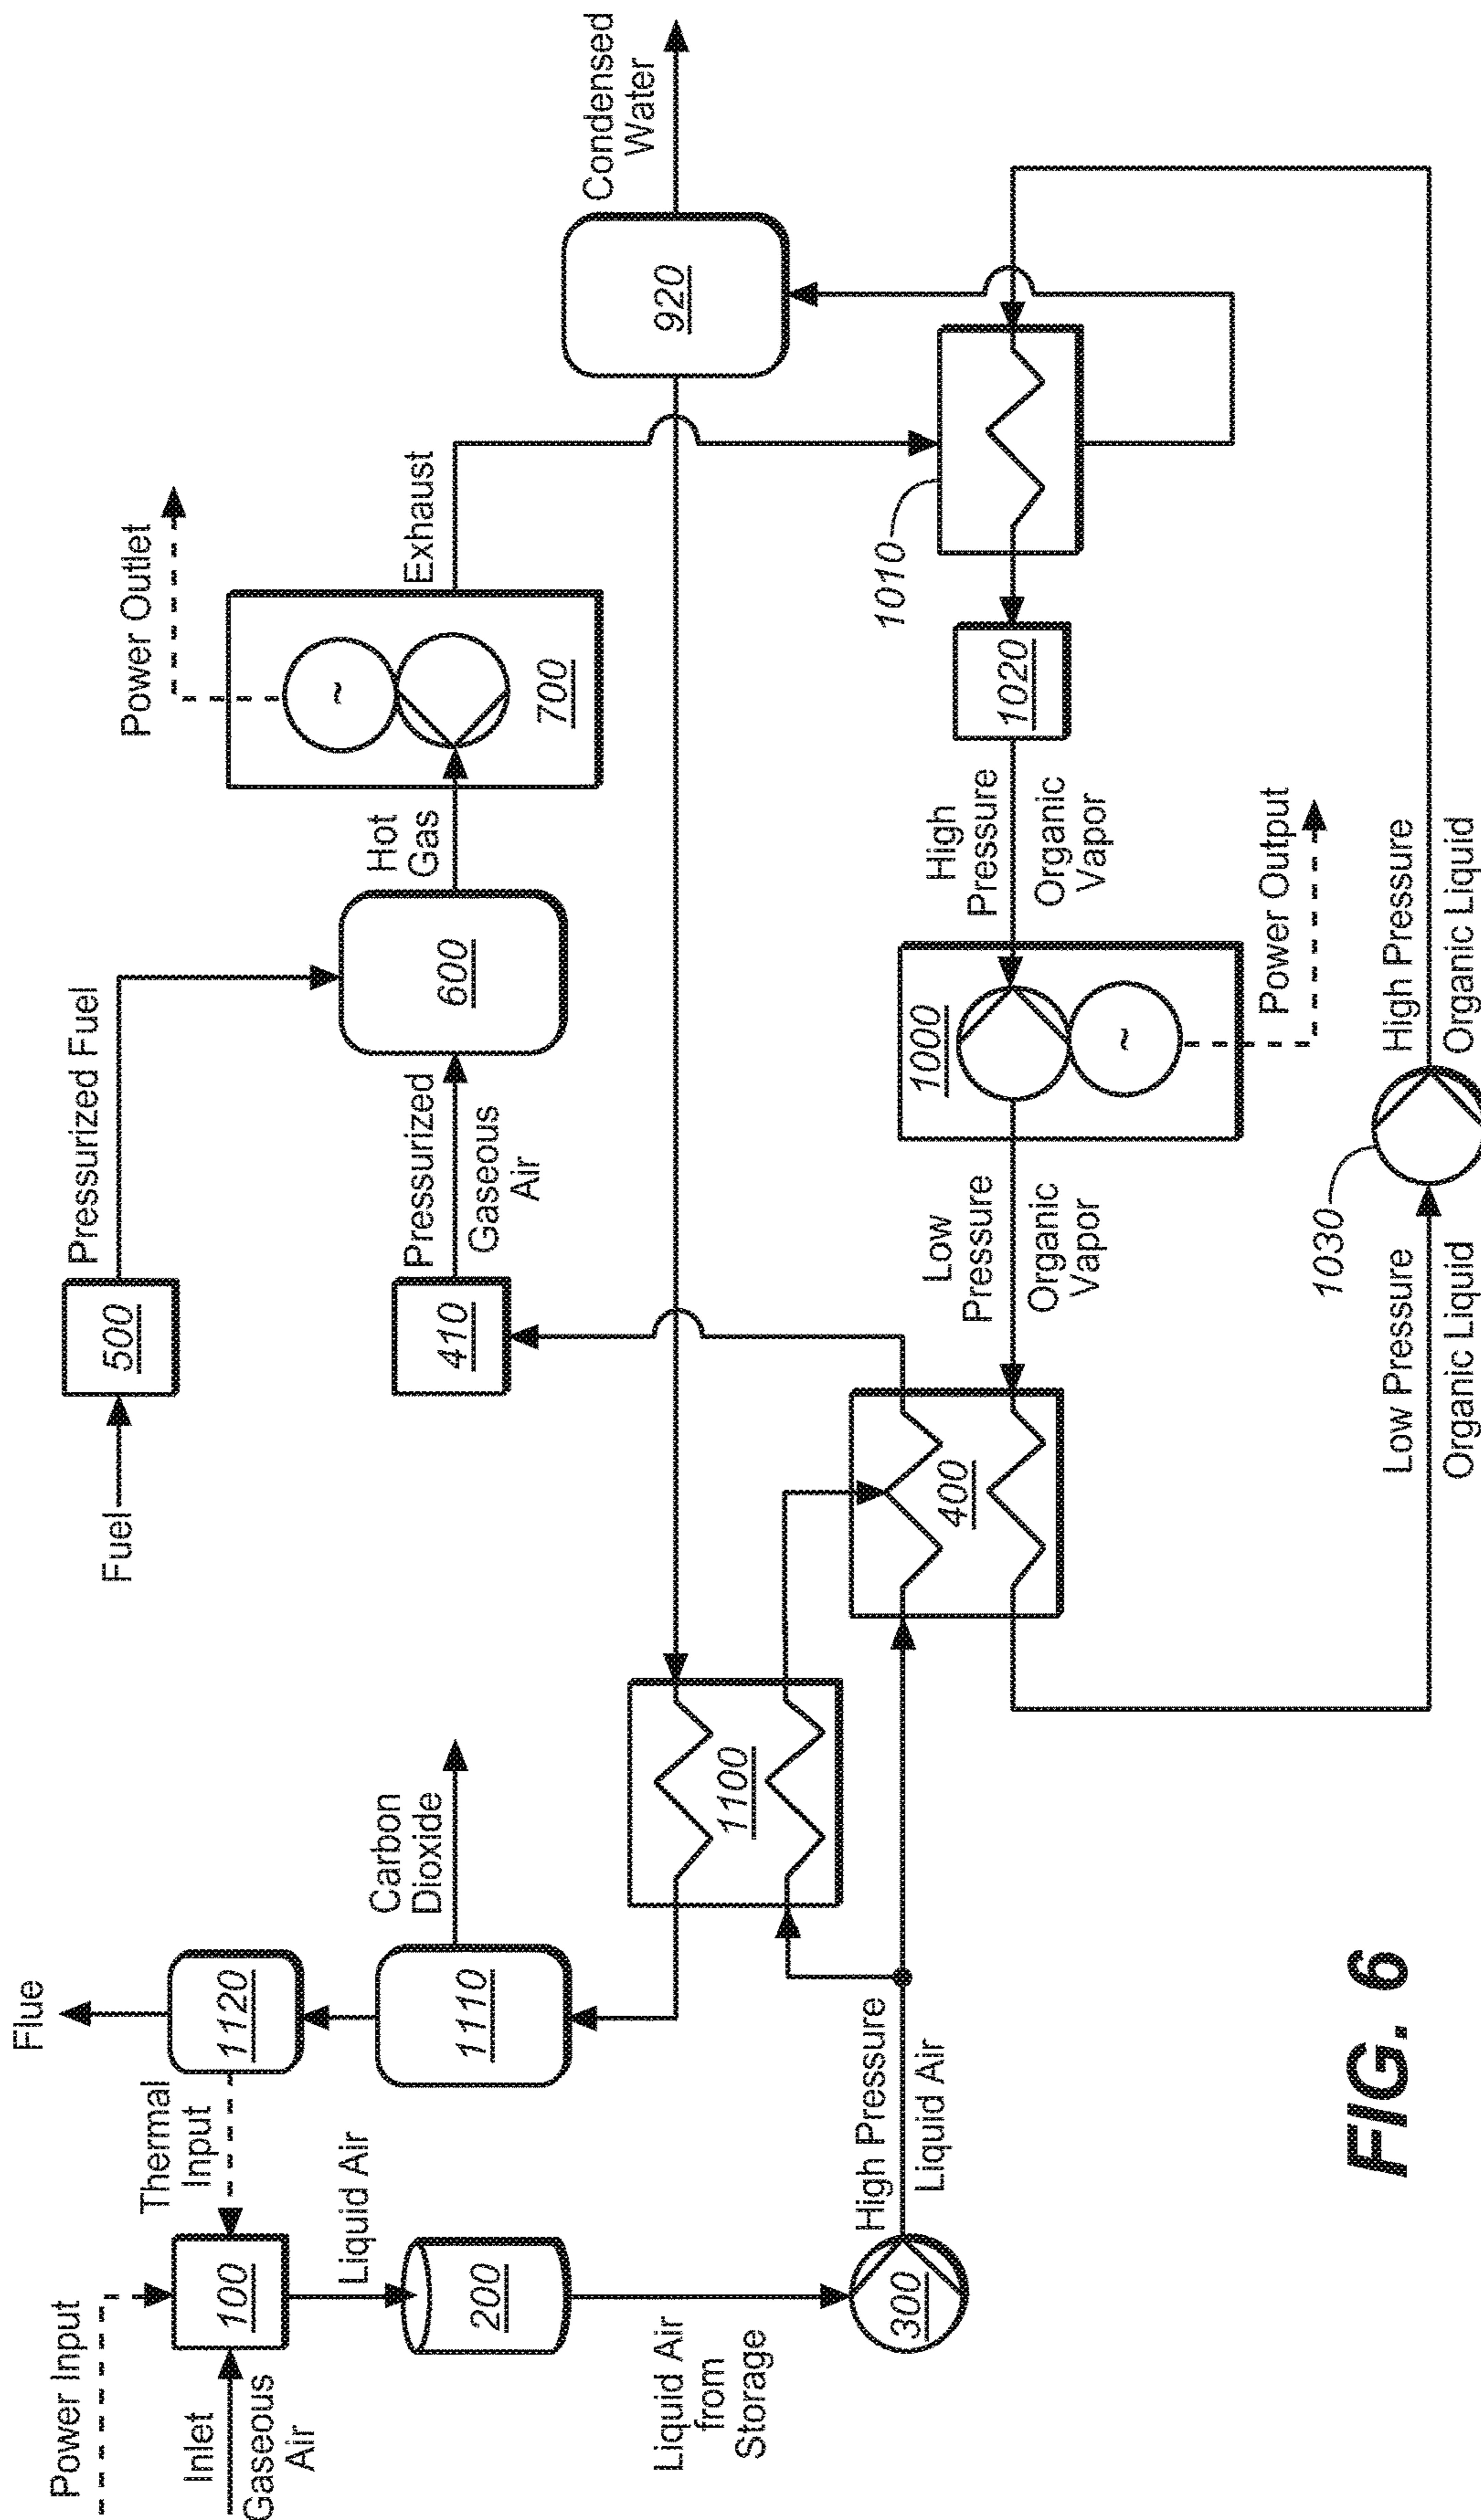 Power Input
Inlet
Gaseous
Air
100
Thermal
Input
Flue
1120
Liquid Air
200
1110
Carbon
Dioxide
Liquid Air
from
Storage
300
High Pressure
Liquid Air
1100
400
Fuel
500
Pressurized Fuel
410
Pressurized
Gaseous
Air
600
Hot
Gas
700
Power Outlet
Exhaust
920
Condensed
Water
1010
1020
High
Pressure
Organic
Vapor
1000
Power Output
Low
Pressure
Organic
Vapor
Low Pressure
Organic Liquid
1030
High Pressure
Organic Liquid
~
~
FIG. 6